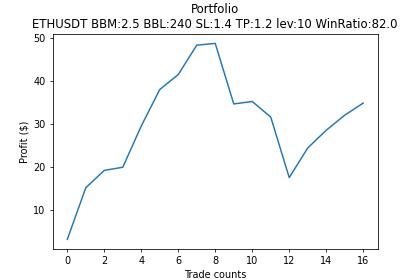 Portfolio
ETHUSDT BBM:2.5 BBL:240 SL:1.4 TP:1.2 lev:10 WinRatio:82.0
Profit ($)
50
40
30
20
10
0 2 4 6 8 10 12 14 16
Trade counts